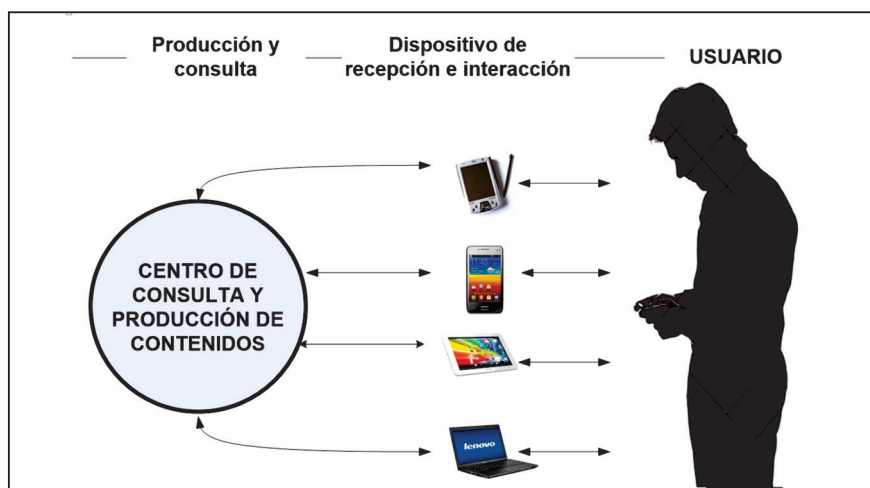 Producción y
consulta
Dispositivo de
recepción e interacción
USUARIO
CENTRO DE
CONSULTA Y
PRODUCCIÓN DE
CONTENIDOS
lenovo